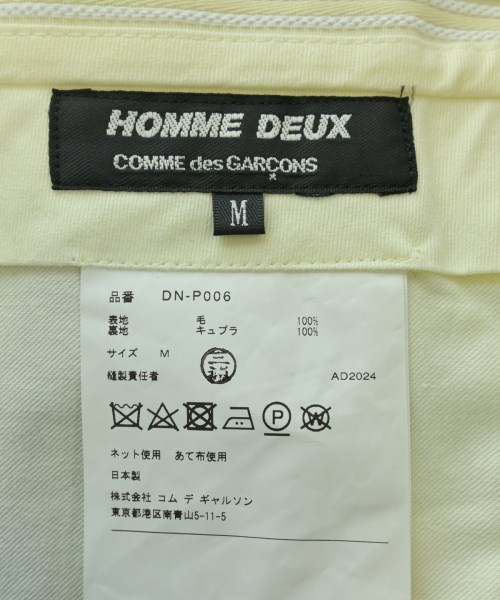 HOMME DEUX
COMME des GARÇONS
M
品番 DN-P006
表地 毛 100%
裏地 キュプラ 100%
サイズ M
縫製責任者 AD2024
ネット使用 あて布使用
日本製
株式会社 コム デ ギャルソン
東京都港区南青山5-11-5